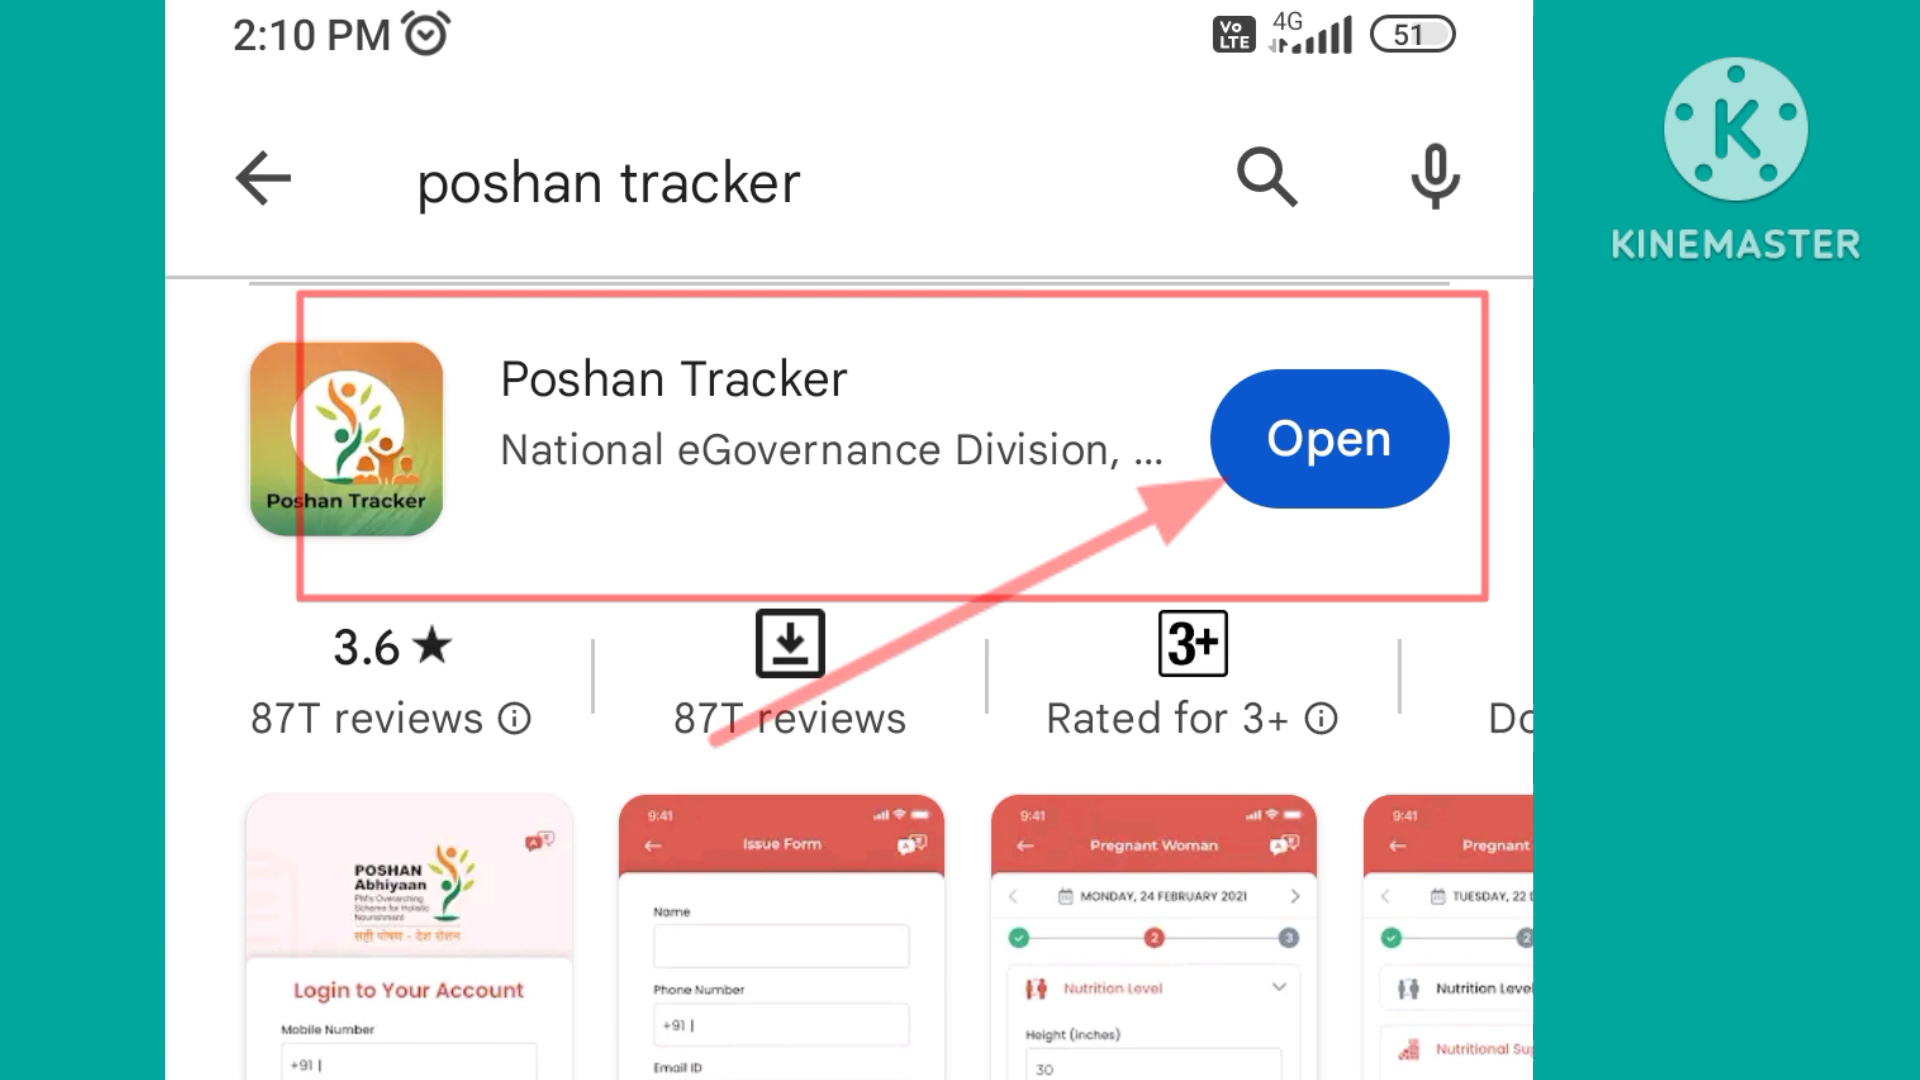 2:10 PM
Vo LTE 4G 51
KINEMASTER
poshan tracker
Poshan Tracker
National eGovernance Division, ...
Open
Poshan Tracker
3.6 ★
3+
87T reviews
87T reviews
Rated for 3+
Do
POSHAN
Abhiyaan
PM's Overarching
Scheme for Holistic
Nourishment
सही पोषण - देश रोशन
Login to Your Account
Mobile Number
+91 |
9:41
Issue Form
Name
Phone Number
+91 |
Email ID
9:41
Pregnant Woman
MONDAY, 24 FEBRUARY 2021
2
3
Nutrition Level
Height (inches)
30
9:41
Pregnant
TUESDAY, 22
2
Nutrition Level
Nutritional Sup